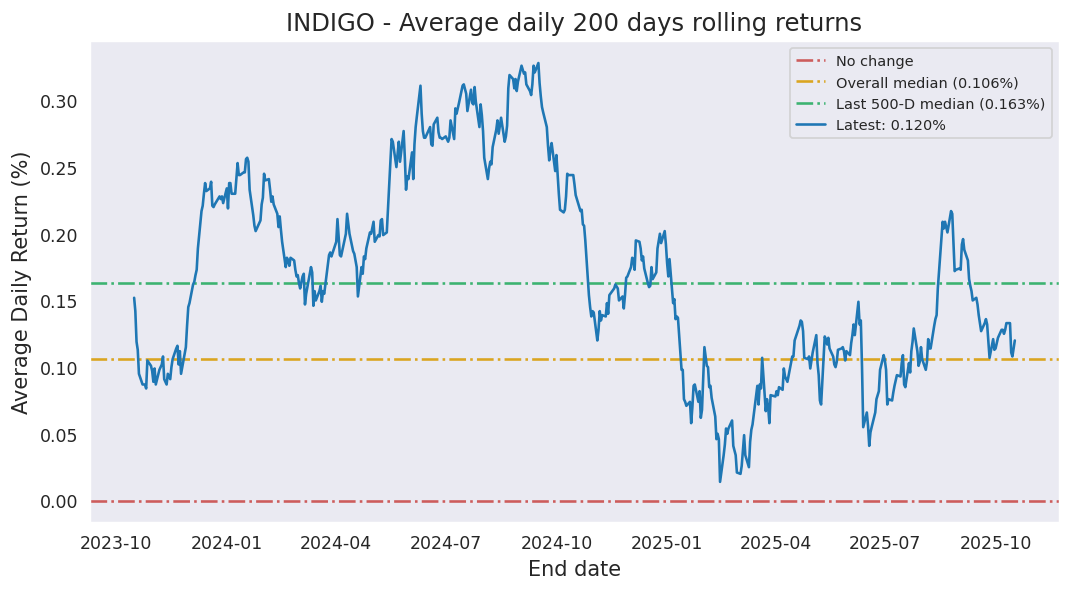 INDIGO - Average daily 200 days rolling returns
No change
Overall median (0.106%)
Last 500-D median (0.163%)
Latest: 0.120%
Average Daily Return (%)
0.30
0.25
0.20
0.15
0.10
0.05
0.00
2023-10 2024-01 2024-04 2024-07 2024-10 2025-01 2025-04 2025-07 2025-10
End date